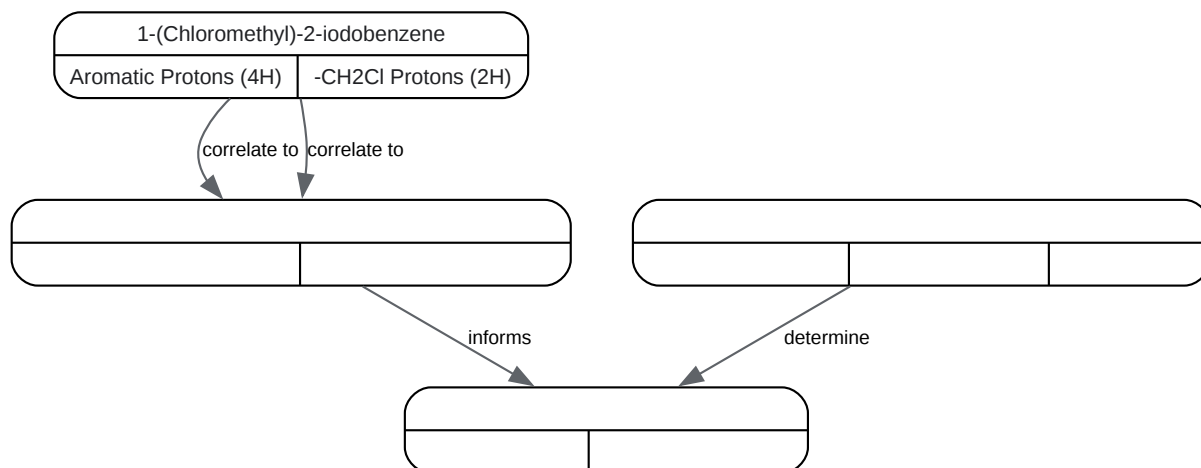 1-(Chloromethyl)-2-iodobenzene
Aromatic Protons (4H)
-CH2Cl Protons (2H)
correlate to
correlate to
informs
determine